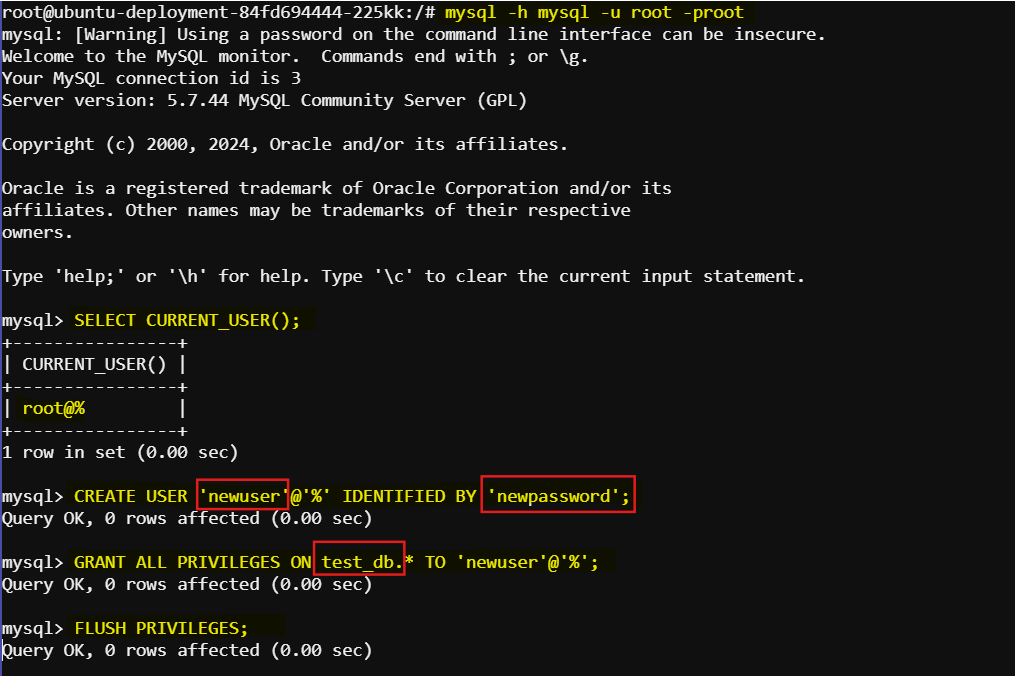 root@ubuntu-deployment-84fd694444-225kk:/# mysql -h mysql -u root -proot
mysql: [Warning] Using a password on the command line interface can be insecure.
Welcome to the MySQL monitor.  Commands end with ; or \g.
Your MySQL connection id is 3
Server version: 5.7.44 MySQL Community Server (GPL)

Copyright (c) 2000, 2024, Oracle and/or its affiliates.

Oracle is a registered trademark of Oracle Corporation and/or its
affiliates. Other names may be trademarks of their respective
owners.

Type 'help;' or '\h' for help. Type '\c' to clear the current input statement.

mysql> SELECT CURRENT_USER();
+----------------+
| CURRENT_USER() |
+----------------+
| root@%         |
+----------------+
1 row in set (0.00 sec)

mysql> CREATE USER 'newuser'@'%' IDENTIFIED BY 'newpassword';
Query OK, 0 rows affected (0.00 sec)

mysql> GRANT ALL PRIVILEGES ON test_db.* TO 'newuser'@'%';
Query OK, 0 rows affected (0.00 sec)

mysql> FLUSH PRIVILEGES;
Query OK, 0 rows affected (0.00 sec)